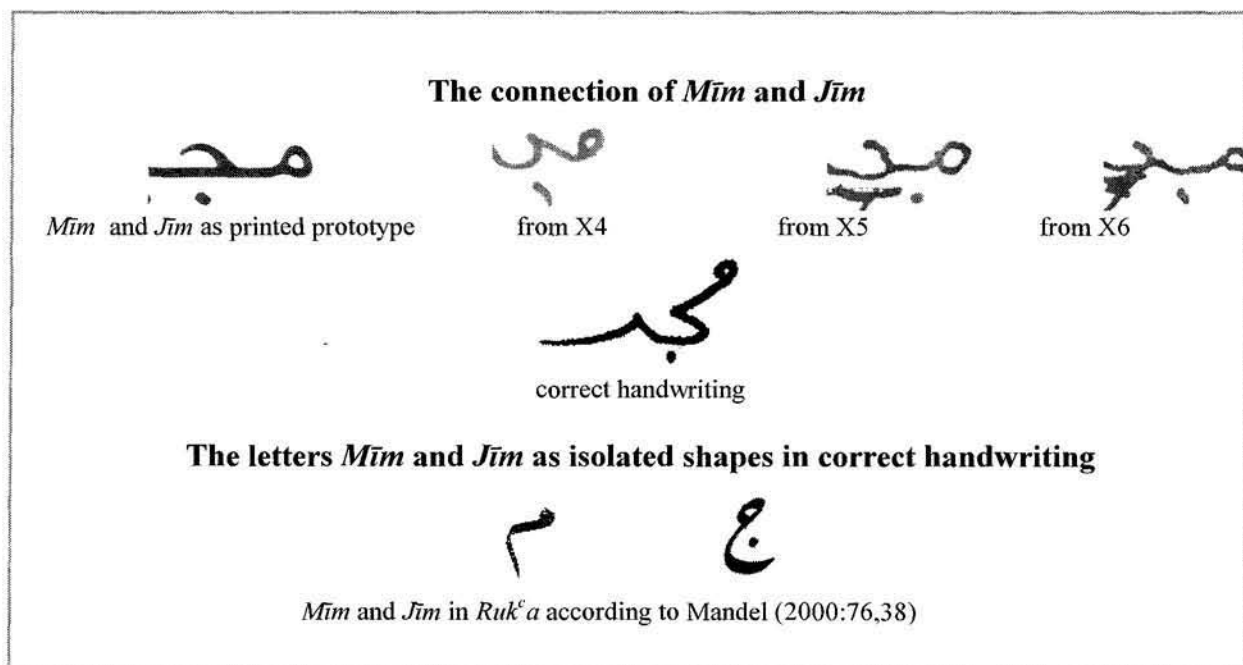 The connection of Mīm and Jīm
مجـ
Mīm and Jīm as printed prototype from X4 from X5 from X6
مجـ
correct handwriting
The letters Mīm and Jīm as isolated shapes in correct handwriting
م ج
Mīm and Jīm in Rukᶜa according to Mandel (2000:76,38)